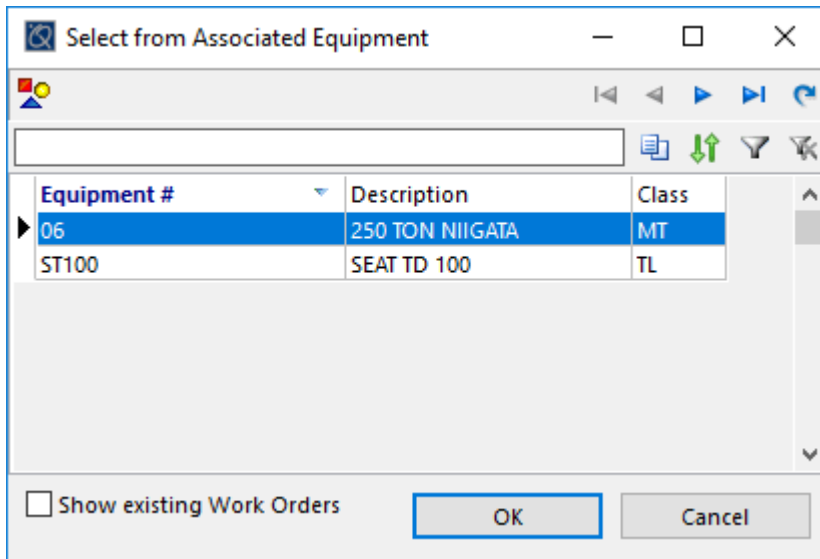 Select from Associated Equipment
Equipment # Description Class
06 250 TON NIIGATA MT
ST100 SEAT TD 100 TL
Show existing Work Orders OK Cancel